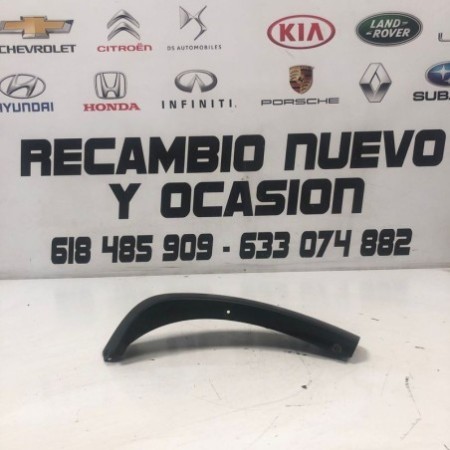 CHEVROLET CITROËN DS AUTOMOBILES KIA LAND ROVER
HYUNDAI HONDA INFINITI. PORSCHE RENAULT SUBA
RECAMBIO NUEVO
Y OCASION
618 485 909 - 633 074 882